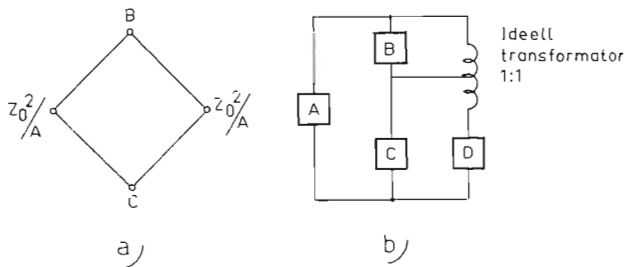 B
Z₀²/A
Z₀²/A
C
a)
A
B
C
D
Ideell
transformator
1:1
b)